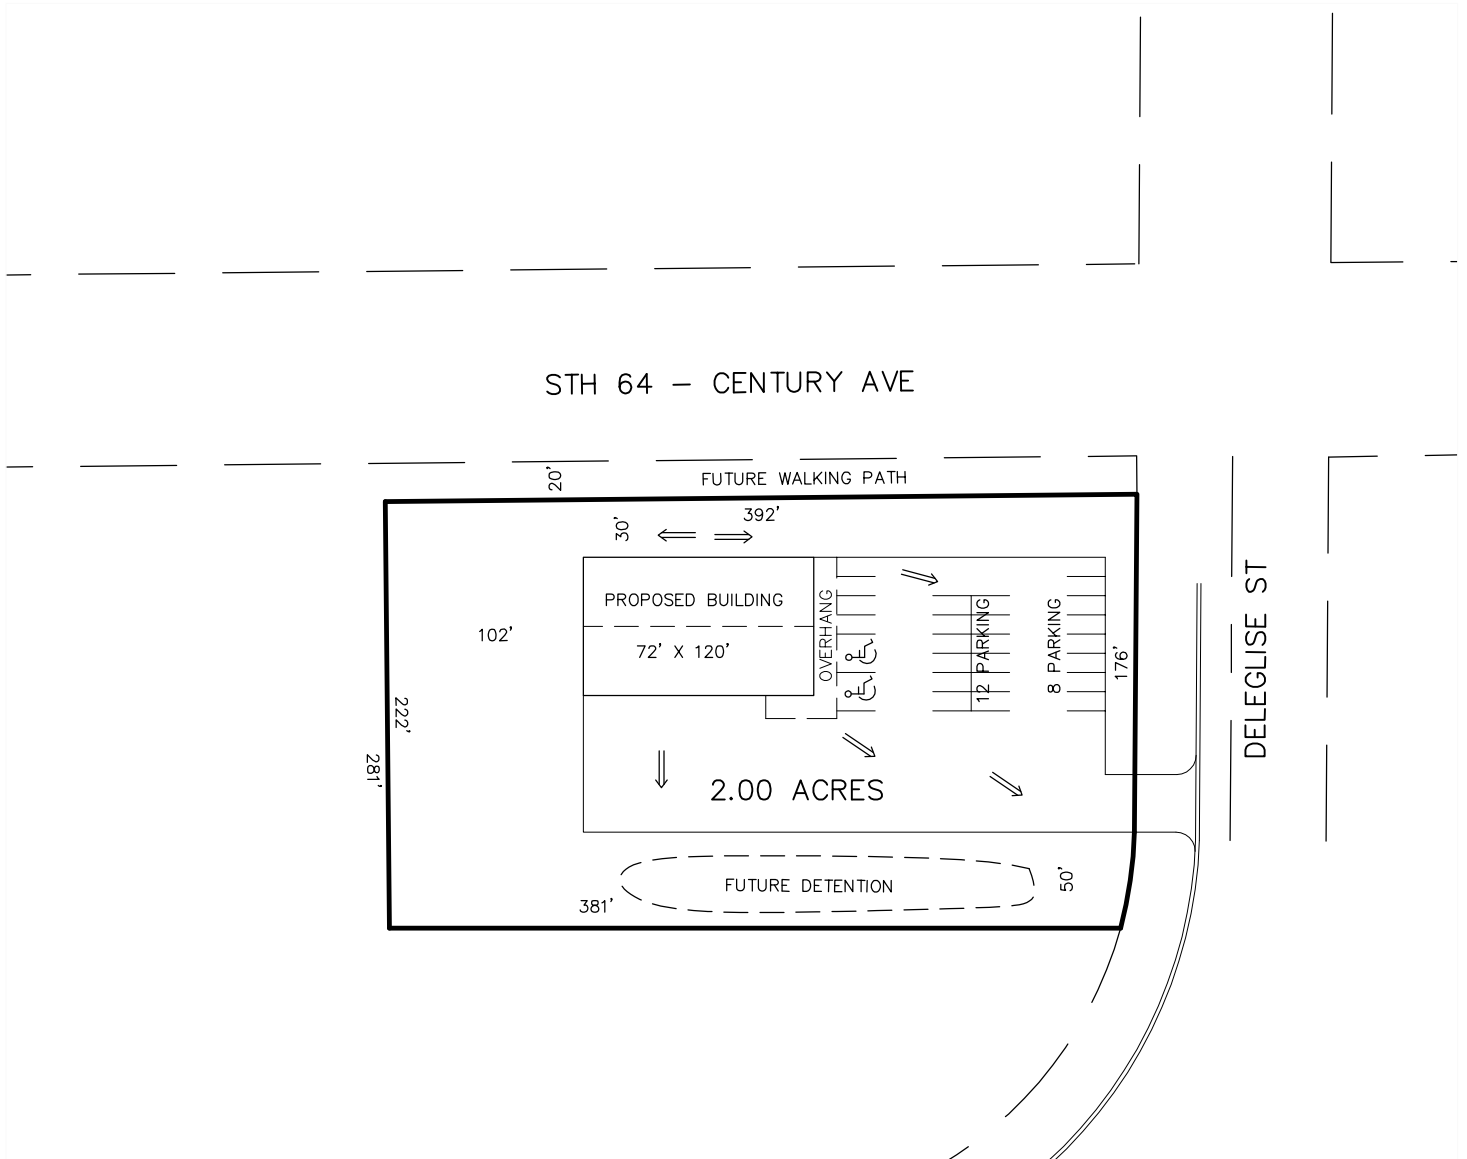 STH 64 – CENTURY AVE
20'
FUTURE WALKING PATH
392'
30'
PROPOSED BUILDING
72' X 120'
OVERHANG
12 PARKING
8 PARKING
176'
DELEGLISE ST
102'
222'
281'
2.00 ACRES
FUTURE DETENTION
50'
381'